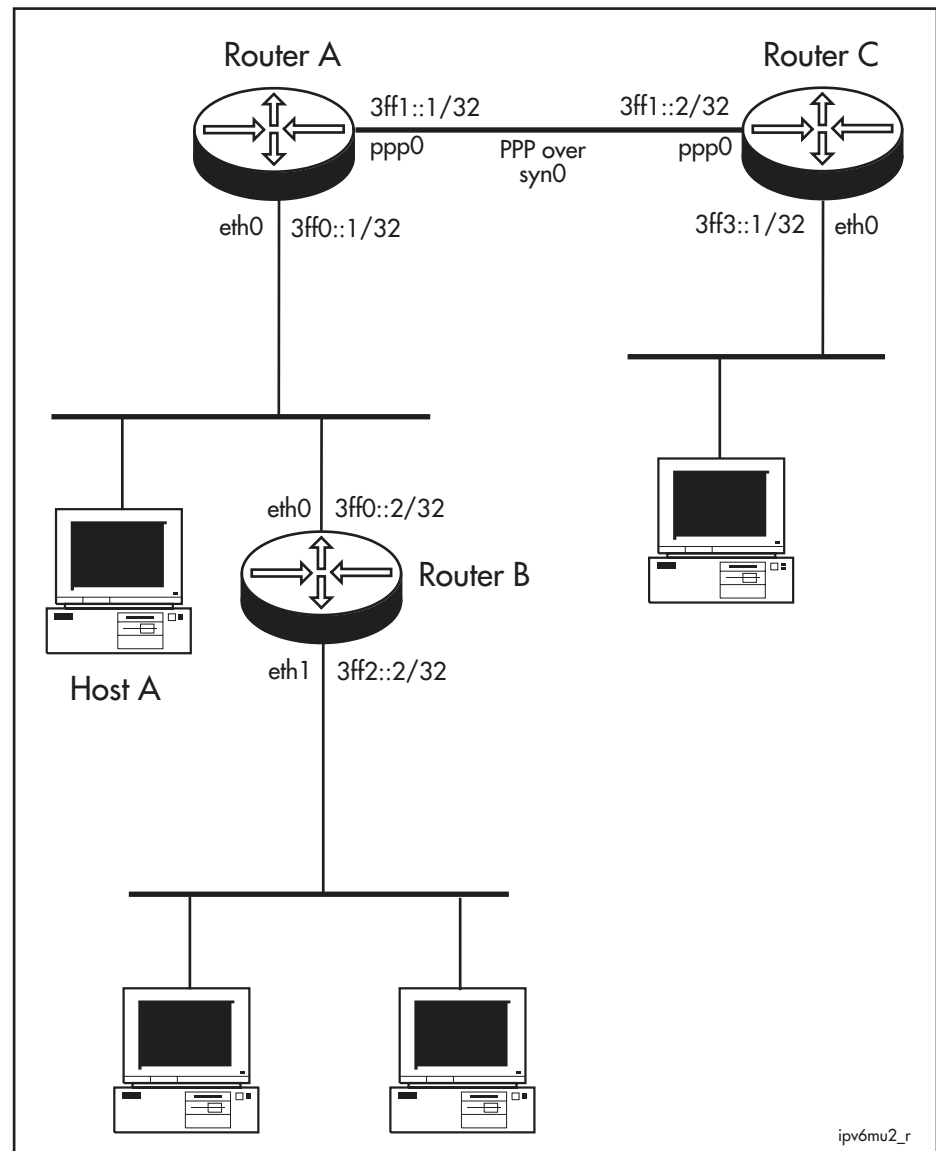 Router A
Router C
3ff1::1/32
3ff1::2/32
ppp0
PPP over
syn0
ppp0
eth0
3ff0::1/32
3ff3::1/32
eth0
eth0
3ff0::2/32
Router B
Host A
eth1
3ff2::2/32
ipv6mu2_r